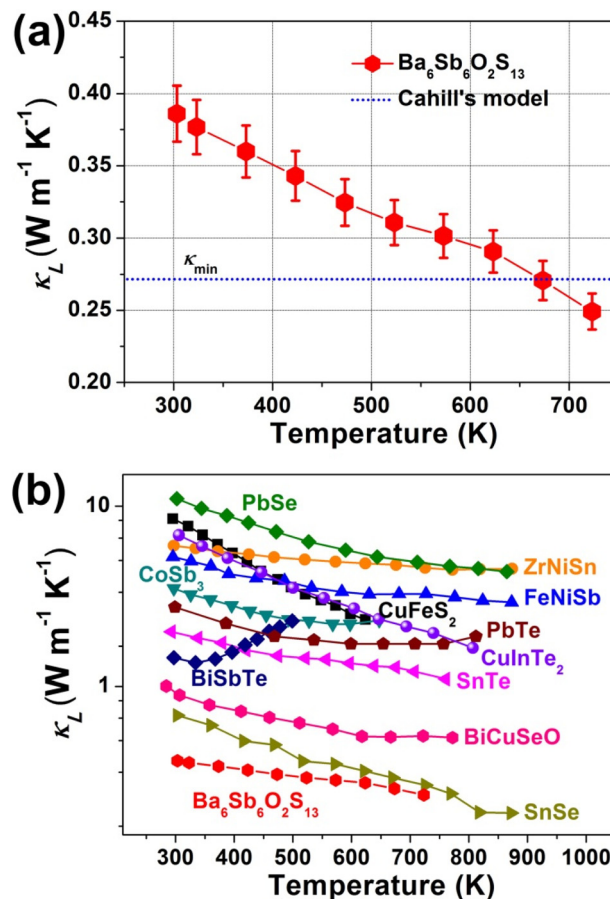 (a)
0.45
0.40
0.35
0.30
0.25
0.20
κL (W m-1 K-1)
Ba6Sb6O2S13
Cahill's model
κmin
300 400 500 600 700
Temperature (K)
(b)
10
1
κL (W m-1 K-1)
PbSe
ZrNiSn
CoSb3
FeNiSb
CuFeS2
PbTe
CuInTe2
BiSbTe
SnTe
BiCuSeO
Ba6Sb6O2S13
SnSe
300 400 500 600 700 800 900 1000
Temperature (K)